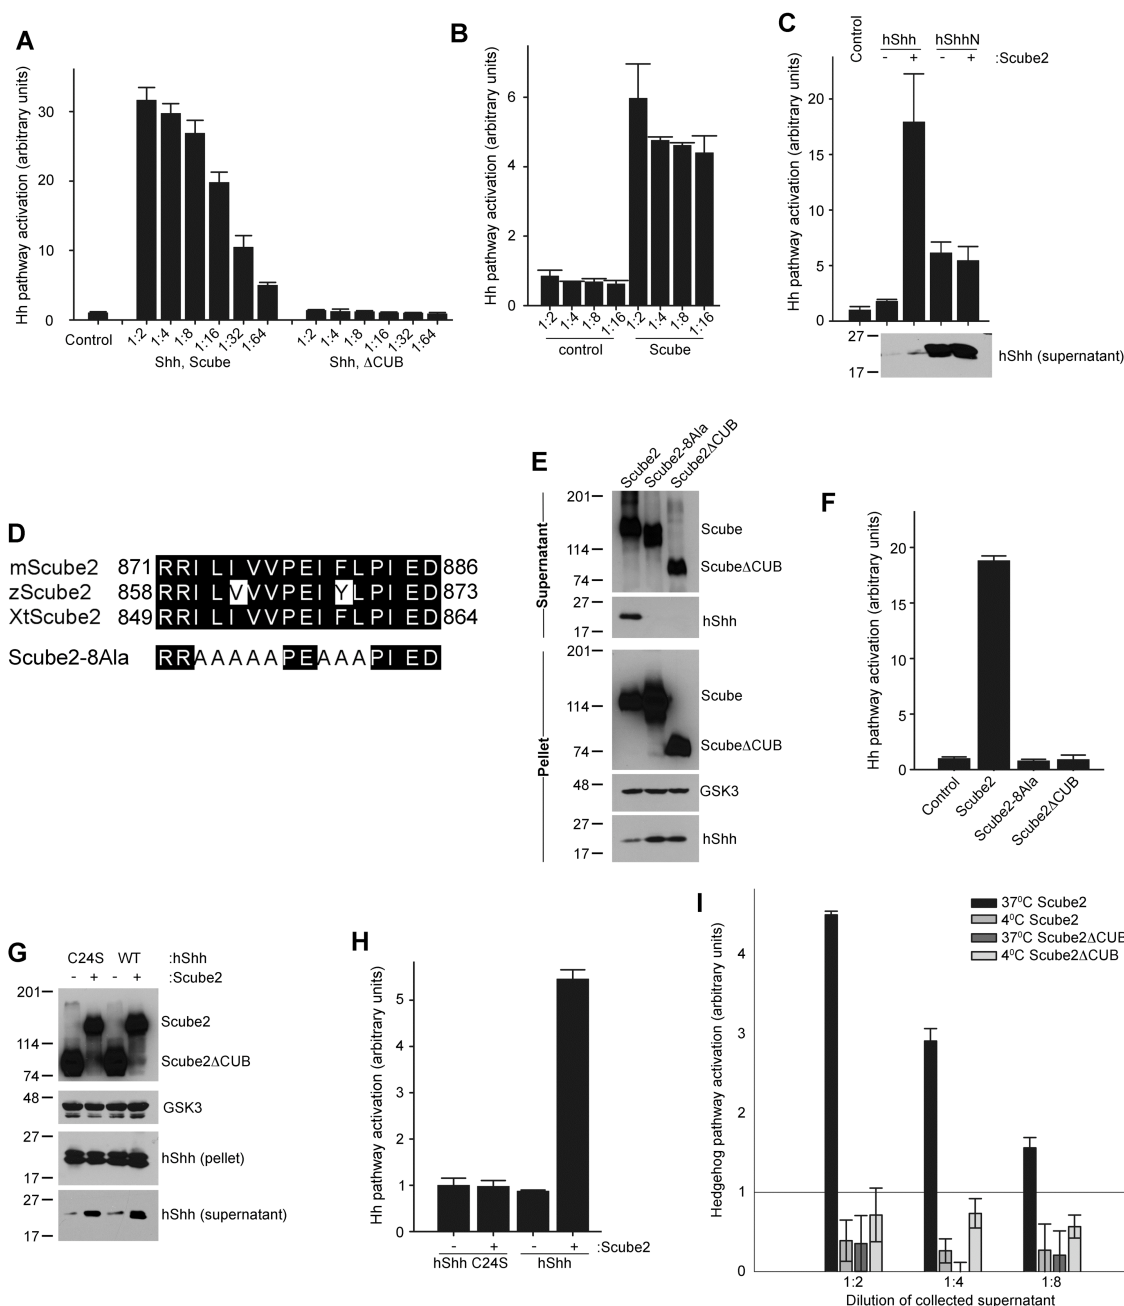 A
Hh pathway activation (arbitrary units)
30
20
10
0
Control
1:2 1:4 1:8 1:16 1:32 1:64 1:2 1:4 1:8 1:16 1:32 1:64
Shh, Scube
Shh, ΔCUB
B
Hh pathway activation (arbitrary units)
6
4
2
0
1:2 1:4 1:8 1:16 1:2 1:4 1:8 1:16
control
Scube
C
Control
hShh hShhN
- + - + :Scube2
Hh pathway activation (arbitrary units)
20
15
10
5
0
27
17
hShh (supernatant)
D
mScube2 871 RRILIVVPEIFLPIED 886
zScube2 858 RRILVVVPEIYLPIED 873
XtScube2 849 RRILIVVPEIFLPIED 864
Scube2-8Ala RRAAAAAPEAAAPIED
E
Scube2 Scube2-8Ala Scube2ΔCUB
Supernatant
201
114
74
Scube
ScubeΔCUB
27
17
hShh
Pellet
201
114
74
Scube
ScubeΔCUB
48
GSK3
27
17
hShh
F
Hh pathway activation (arbitrary units)
20
15
10
5
0
Control Scube2 Scube2-8Ala Scube2ΔCUB
G
C24S WT :hShh
- + - + :Scube2
201
114
74
Scube2
Scube2ΔCUB
48
GSK3
27
17
hShh (pellet)
27
17
hShh (supernatant)
H
Hh pathway activation (arbitrary units)
5
4
3
2
1
0
- + - + :Scube2
hShh C24S hShh
I
Hedgehog pathway activation (arbitrary units)
4
3
2
1
0
37⁰C Scube2
4⁰C Scube2
37⁰C Scube2ΔCUB
4⁰C Scube2ΔCUB
1:2 1:4 1:8
Dilution of collected supernatant